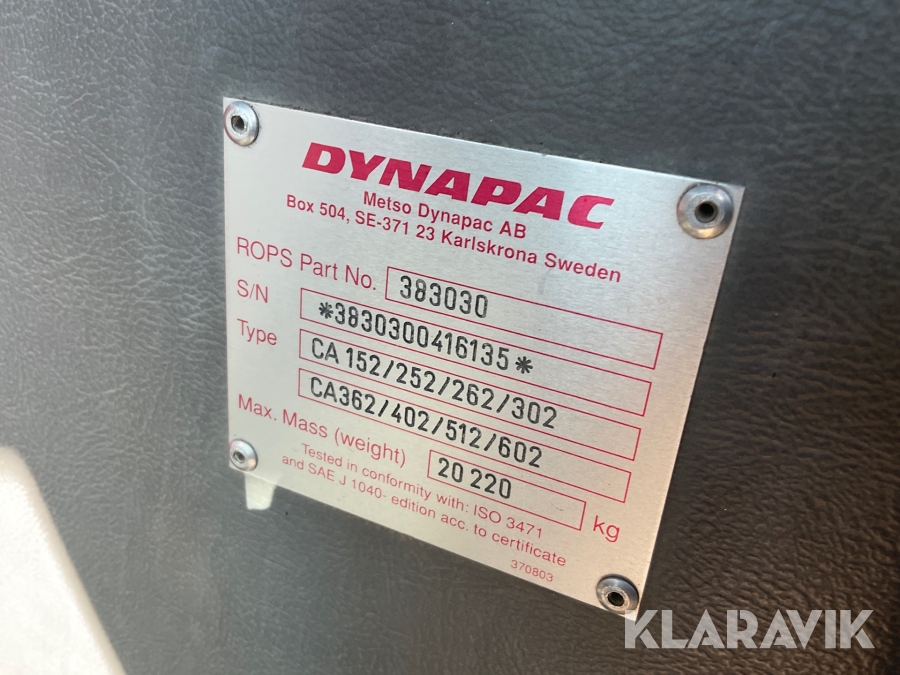 DYNAPAC
Metso Dynapac AB
Box 504, SE-371 23 Karlskrona Sweden
ROPS Part No. 383030
S/N *3830300416135*
Type CA 152/252/262/302
CA362/402/512/602
Max. Mass (weight) 20 220 kg
Tested in conformity with: ISO 3471
and SAE J 1040- edition acc. to certificate
370803
KLARAVIK